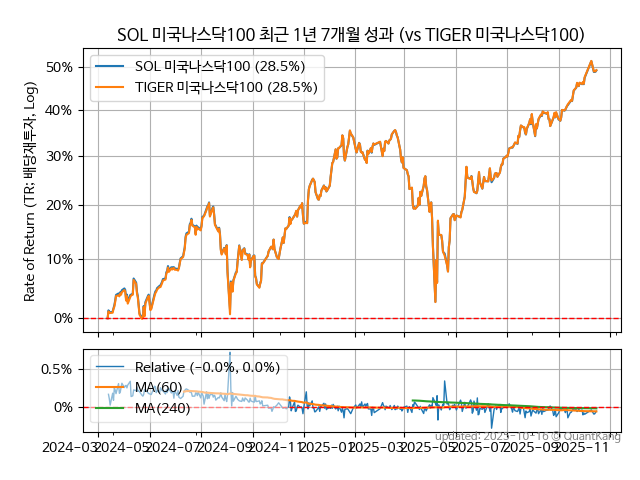 SOL 미국나스닥100 최근 1년 7개월 성과 (vs TIGER 미국나스닥100)
Rate of Return (TR: 배당재투자, Log)
50%
40%
30%
20%
10%
0%
SOL 미국나스닥100 (28.5%)
TIGER 미국나스닥100 (28.5%)
0.5%
0%
Relative (−0.0%, 0.0%)
MA(60)
MA(240)
2024-03 2024-05 2024-07 2024-09 2024-11 2025-01 2025-03 2025-05 2025-07 2025-09 2025-11
updated: 2025-10-16 © QuantKang